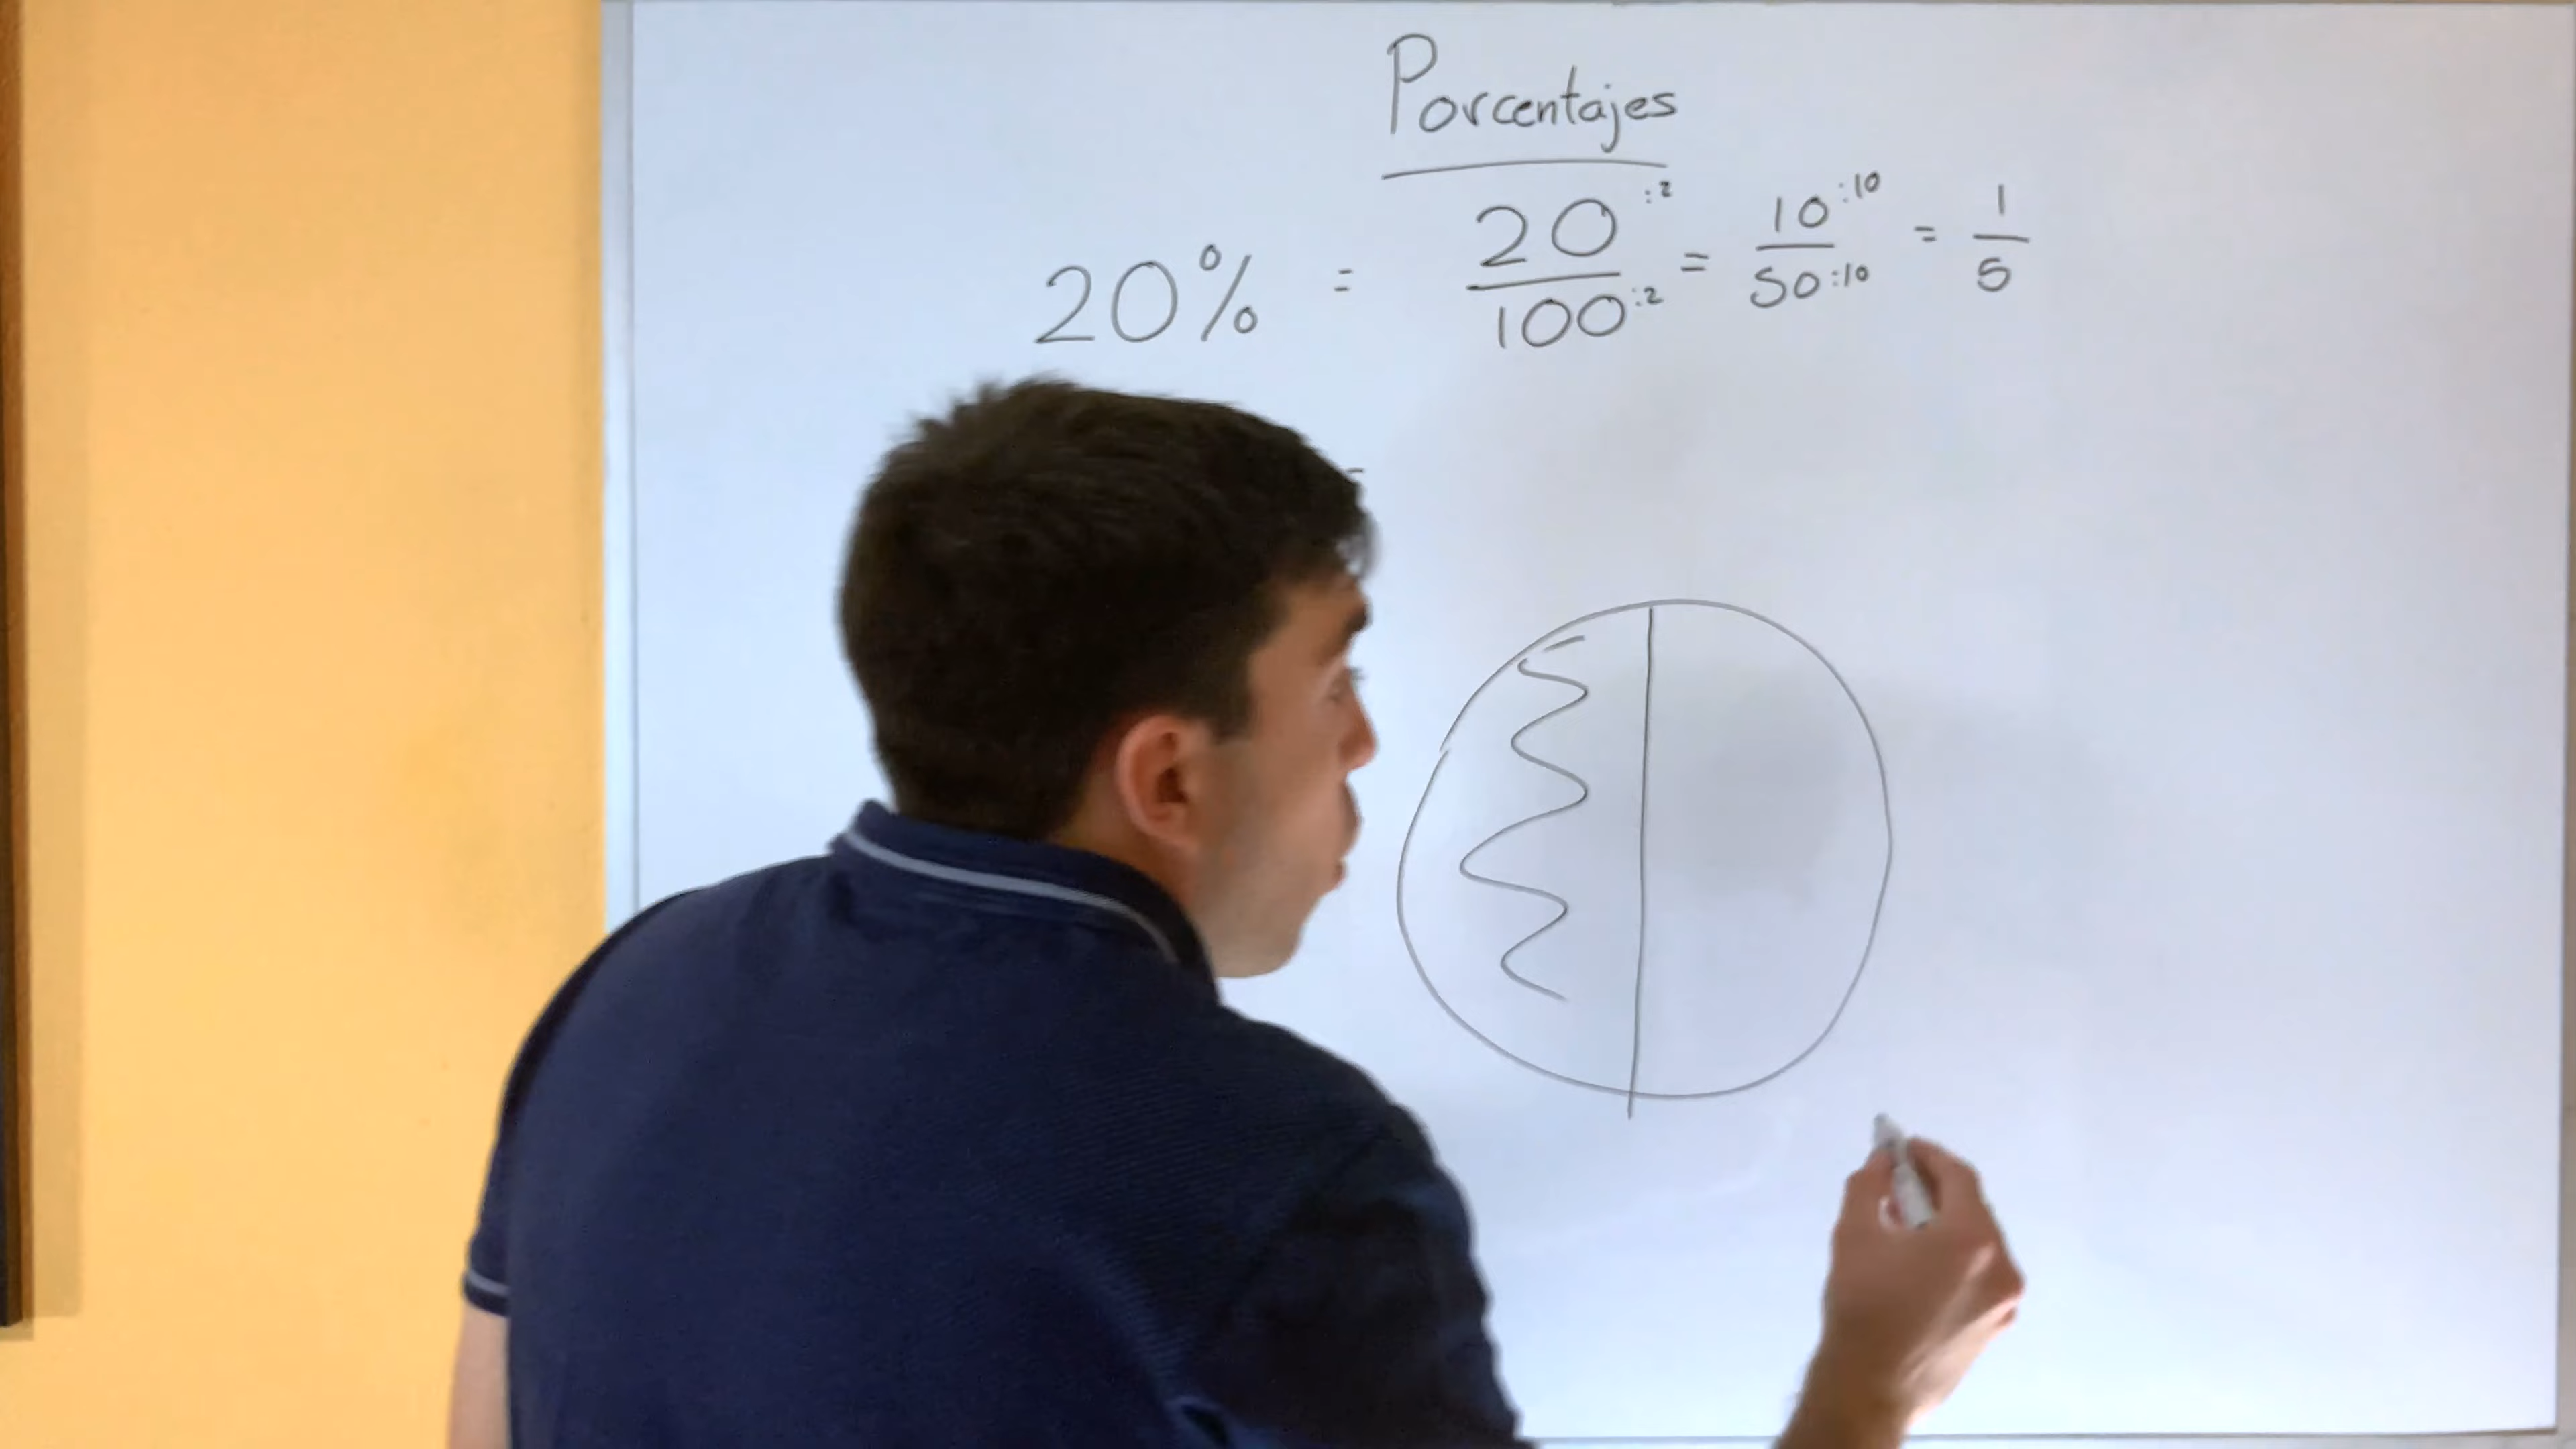 Porcentajes
20% = 20:2/100:2 = 10:10/50:10 = 1/5